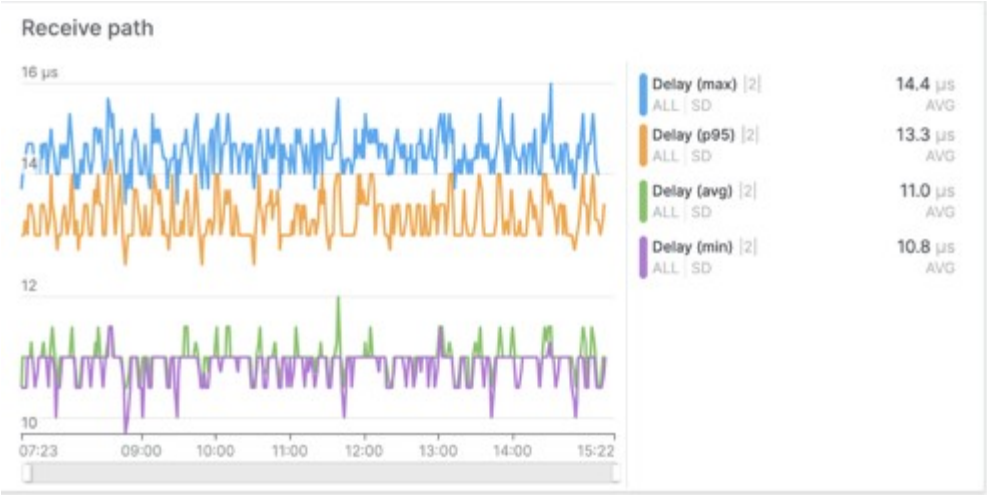 Receive path
16 µs
14
12
10
07:23 09:00 10:00 11:00 12:00 13:00 14:00 15:22
Delay (max) |2| 14.4 µs
ALL | SD AVG
Delay (p95) |2| 13.3 µs
ALL | SD AVG
Delay (avg) |2| 11.0 µs
ALL | SD AVG
Delay (min) |2| 10.8 µs
ALL | SD AVG